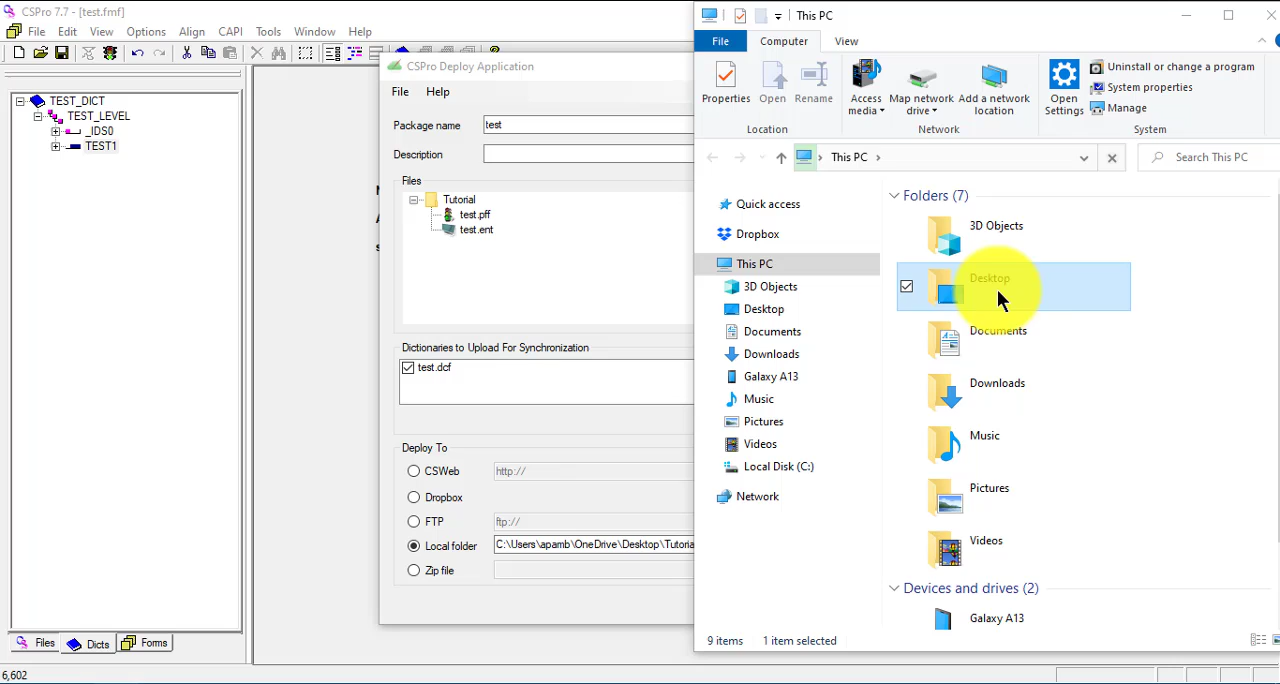 CSPro 7.7 - [test.fmf]
File Edit View Options Align CAPI Tools Window Help
TEST_DICT
TEST_LEVEL
_IDS0
TEST1
Files Dicts Forms
6,602
CSPro Deploy Application
File Help
Package name test
Description
Files
Tutorial
test.pff
test.ent
Dictionaries to Upload For Synchronization
test.dcf
Deploy To
CSWeb http://
Dropbox
FTP ftp://
Local folder C:\Users\apamb\OneDrive\Desktop\Tutoria
Zip file
This PC
File Computer View
Properties Open Rename
Location
Access media Map network drive Add a network location
Network
Open Settings
Uninstall or change a program
System properties
Manage
System
This PC
Search This PC
Quick access
Dropbox
This PC
3D Objects
Desktop
Documents
Downloads
Galaxy A13
Music
Pictures
Videos
Local Disk (C:)
Network
Folders (7)
3D Objects
Desktop
Documents
Downloads
Music
Pictures
Videos
Devices and drives (2)
Galaxy A13
9 items 1 item selected